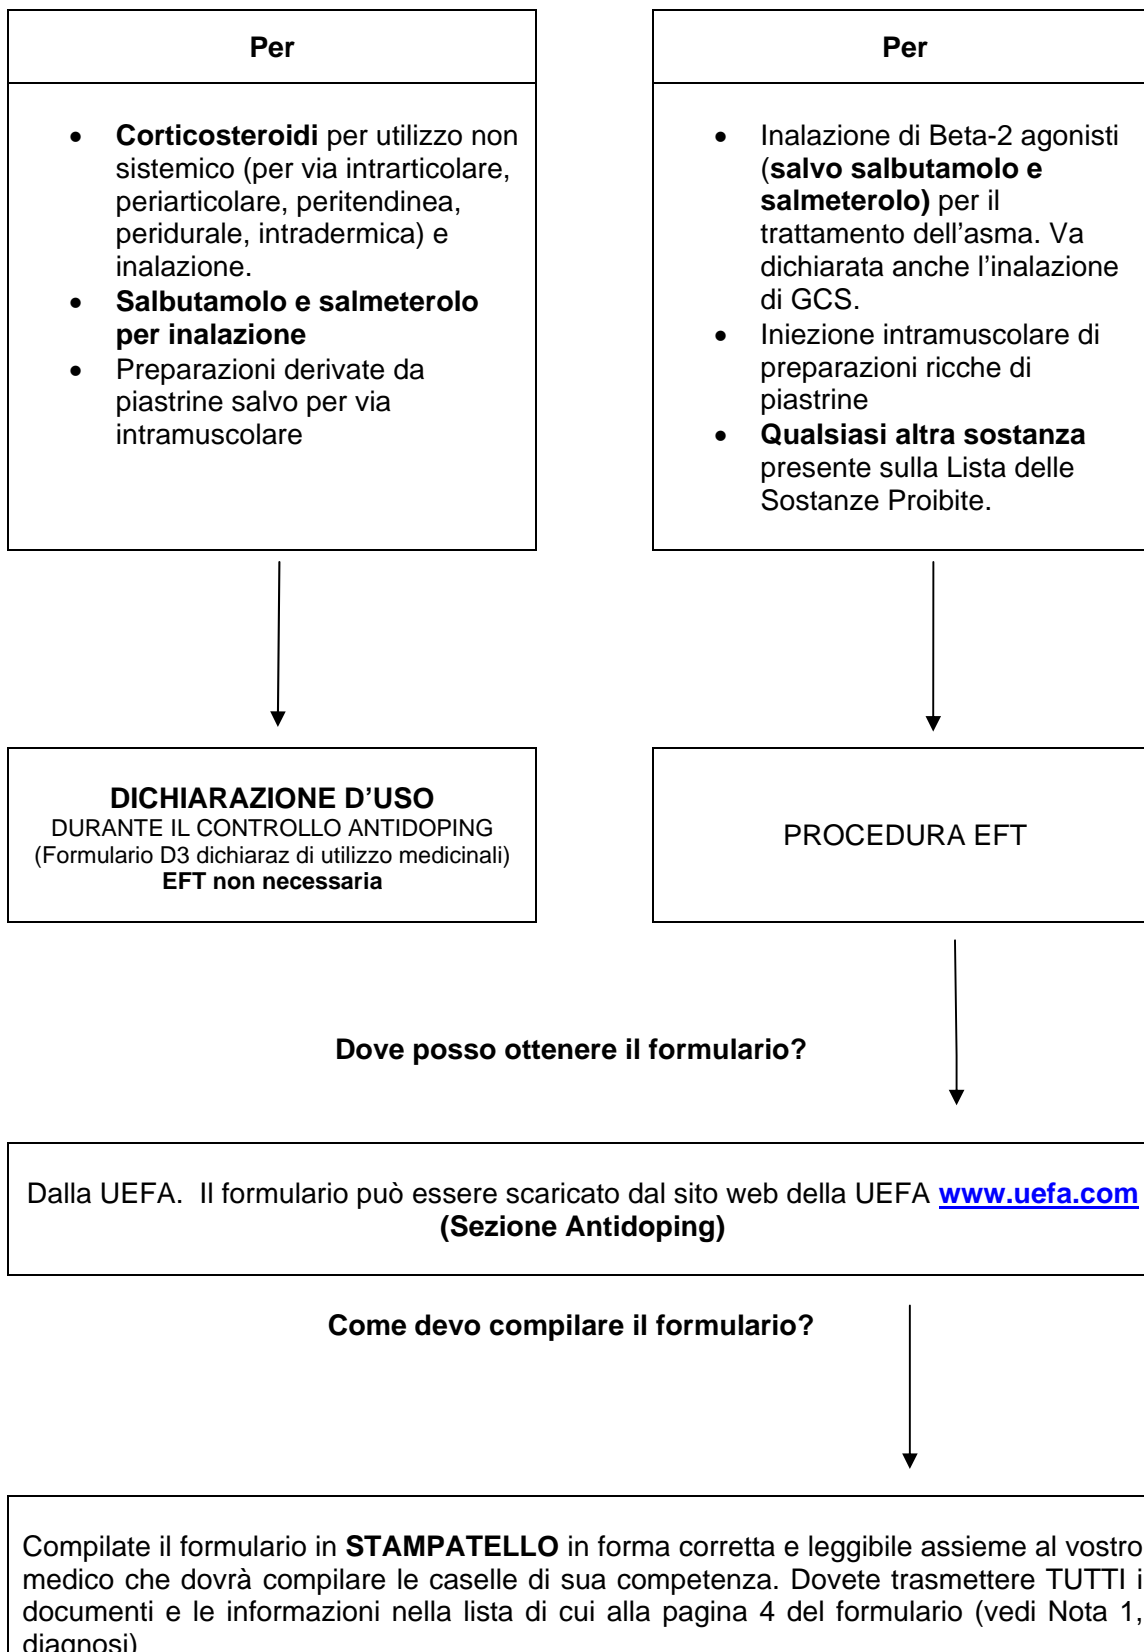 Per
• Corticosteroidi per utilizzo non
sistemico (per via intrarticolare,
periarticolare, peritendinea,
peridurale, intradermica) e
inalazione.
• Salbutamolo e salmeterolo
per inalazione
• Preparazioni derivate da
piastrine salvo per via
intramuscolare
Per
• Inalazione di Beta-2 agonisti
(salvo salbutamolo e
salmeterolo) per il
trattamento dell'asma. Va
dichiarata anche l'inalazione
di GCS.
• Iniezione intramuscolare di
preparazioni ricche di
piastrine
• Qualsiasi altra sostanza
presente sulla Lista delle
Sostanze Proibite.
DICHIARAZIONE D'USO
DURANTE IL CONTROLLO ANTIDOPING
(Formulario D3 dichiaraz di utilizzo medicinali)
EFT non necessaria
PROCEDURA EFT
Dove posso ottenere il formulario?
Dalla UEFA. Il formulario può essere scaricato dal sito web della UEFA www.uefa.com
(Sezione Antidoping)
Come devo compilare il formulario?
Compilate il formulario in STAMPATELLO in forma corretta e leggibile assieme al vostro
medico che dovrà compilare le caselle di sua competenza. Dovete trasmettere TUTTI i
documenti e le informazioni nella lista di cui alla pagina 4 del formulario (vedi Nota 1,
diagnosi)